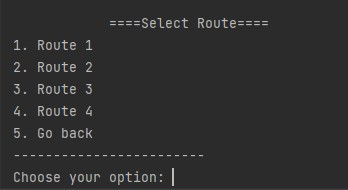 ====Select Route====
1. Route 1
2. Route 2
3. Route 3
4. Route 4
5. Go back
------------------------
Choose your option: